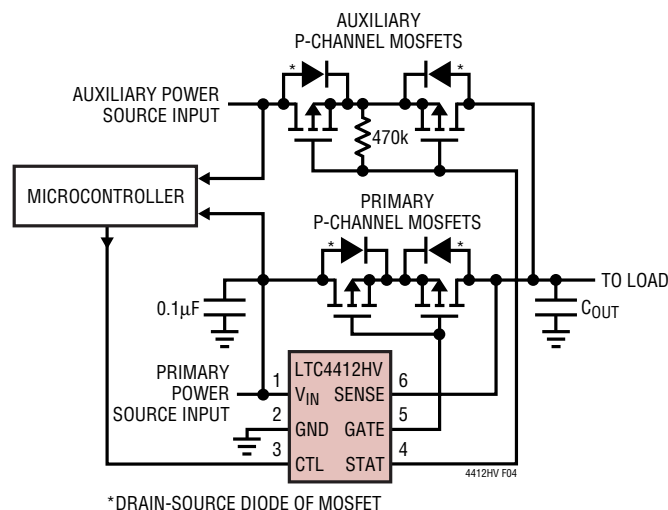 AUXILIARY
P-CHANNEL MOSFETS
*
*
AUXILIARY POWER
SOURCE INPUT
470k
MICROCONTROLLER
PRIMARY
P-CHANNEL MOSFETS
*
*
TO LOAD
0.1µF
COUT
PRIMARY
POWER
SOURCE INPUT
LTC4412HV
1
VIN
SENSE
6
2
GND
GATE
5
3
CTL
STAT
4
4412HV F04
*DRAIN-SOURCE DIODE OF MOSFET